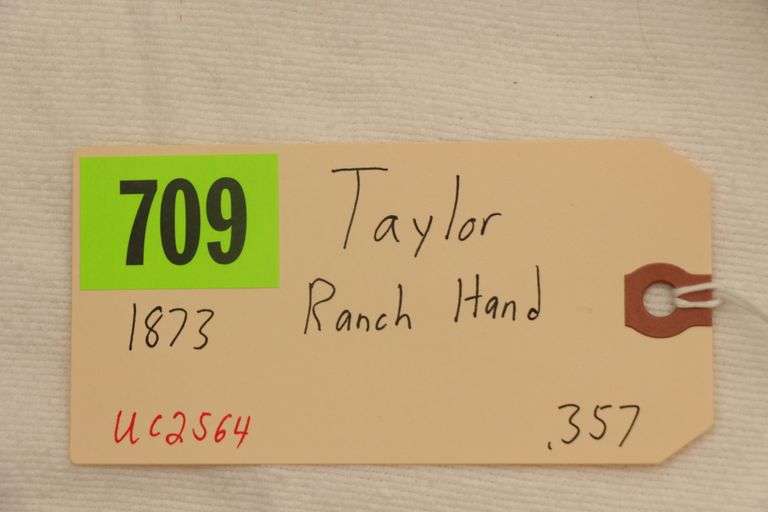 709
Taylor
Ranch Hand
1873
UC2564
.357